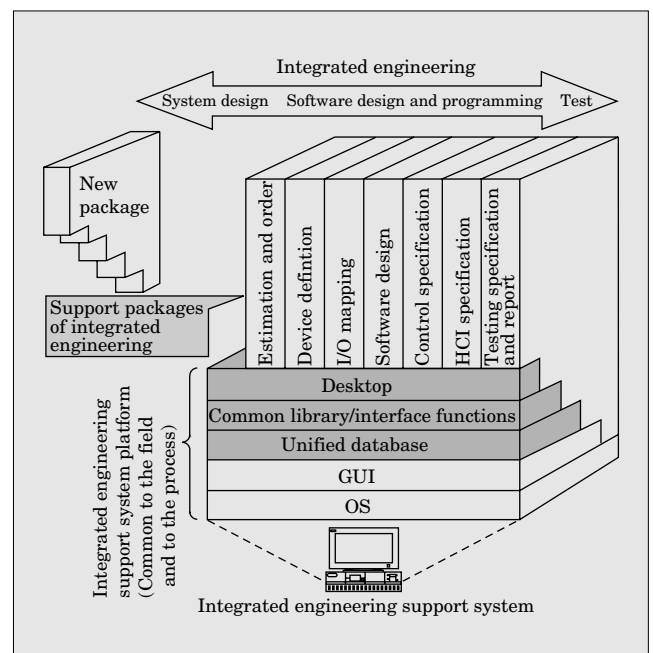 Integrated engineering
System design Software design and programming Test
New
package
Support packages
of integrated
engineering
Estimation and order
Device defintion
I/O mapping
Software design
Control specification
HCI specification
Testing specification
and report
Desktop
Common library/interface functions
Unified database
GUI
OS
Integrated engineering
support system platform
(Common to the field
and to the process)
Integrated engineering support system